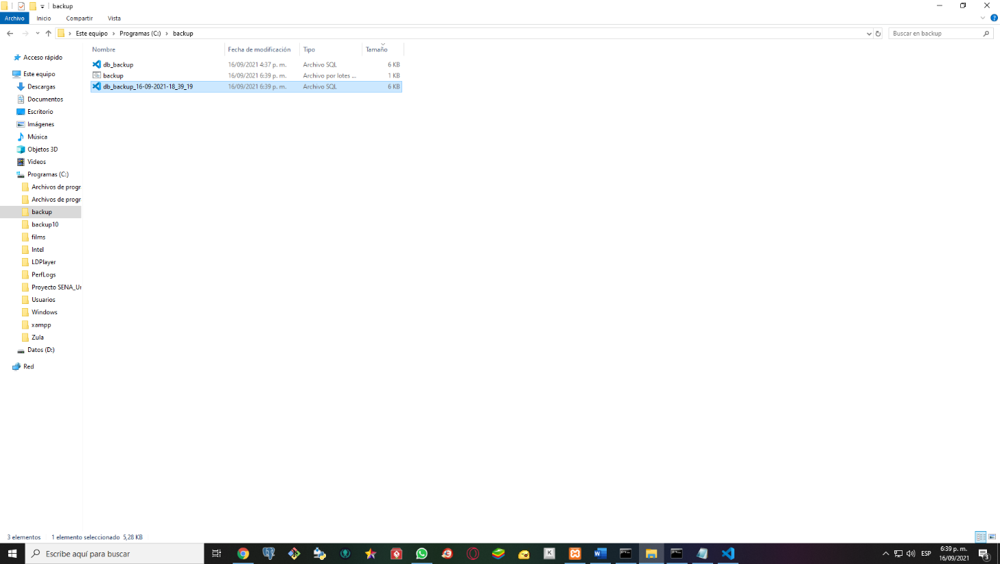 backup
Archivo Inicio Compartir Vista
Este equipo > Programas (C:) > backup
Buscar en backup
Nombre Fecha de modificación Tipo Tamaño
db_backup 16/09/2021 4:37 p. m. Archivo SQL 6 KB
backup 16/09/2021 6:39 p. m. Archivo por lotes ... 1 KB
db_backup_16-09-2021-18_39_19 16/09/2021 6:39 p. m. Archivo SQL 6 KB
Acceso rápido
Este equipo
Descargas
Documentos
Escritorio
Imágenes
Música
Objetos 3D
Videos
Programas (C:)
Archivos de progr
Archivos de progr
backup
backup10
films
Intel
LDPlayer
PerfLogs
Proyecto SENA_Ur
Usuarios
Windows
xampp
Zula
Datos (D:)
Red
3 elementos 1 elemento seleccionado 5,28 KB
Escribe aquí para buscar
ESP
6:39 p. m.
16/09/2021
3